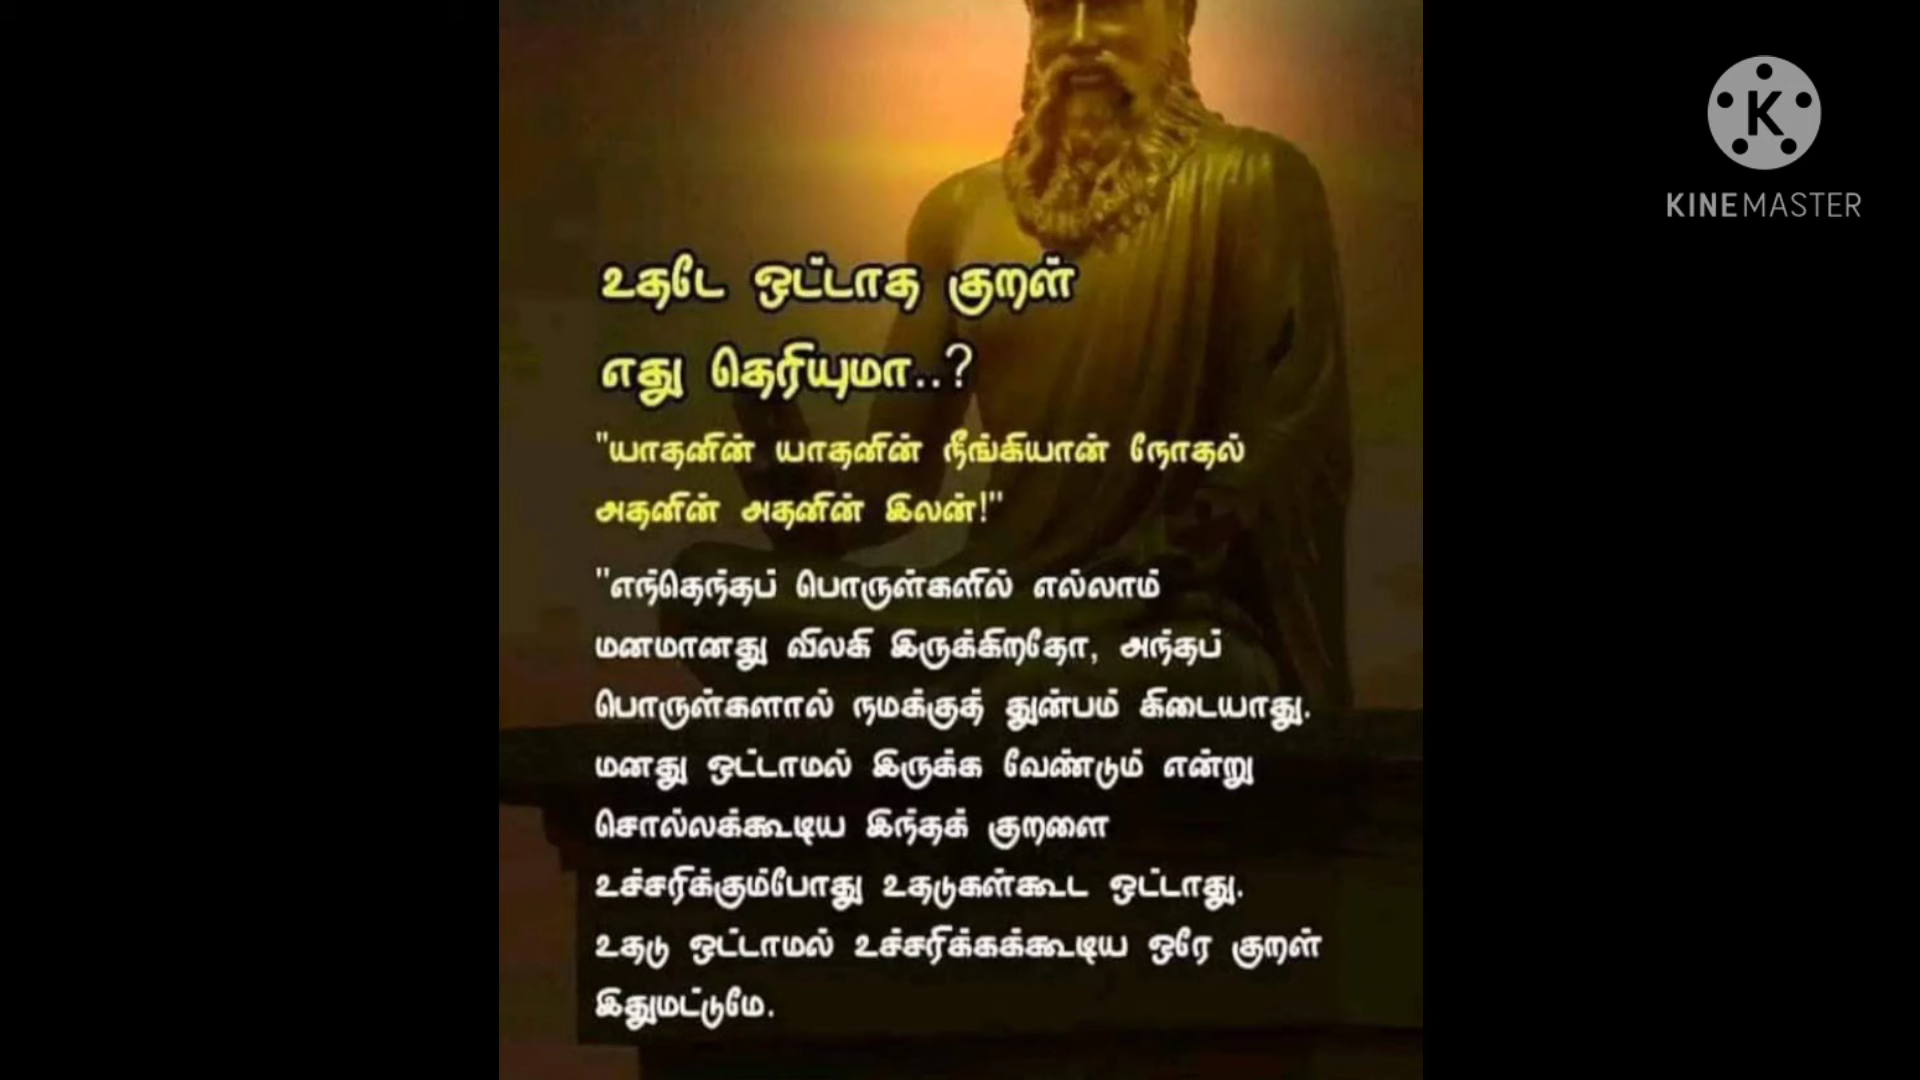 உதடே ஒட்டாத குறள்
எது தெரியுமா..?
"யாதனின் யாதனின் நீங்கியான் நோதல்
அதனின் அதனின் இலன்!"
"எந்தெந்தப் பொருள்களில் எல்லாம்
மனமானது விலகி இருக்கிறதோ, அந்தப்
பொருள்களால் நமக்குத் துன்பம் கிடையாது.
மனது ஒட்டாமல் இருக்க வேண்டும் என்று
சொல்லக்கூடிய இந்தக் குறளை
உச்சரிக்கும்போது உதடுகள்கூட ஒட்டாது.
உதடு ஒட்டாமல் உச்சரிக்கக்கூடிய ஒரே குறள்
இதுமட்டுமே.
K
KINEMASTER